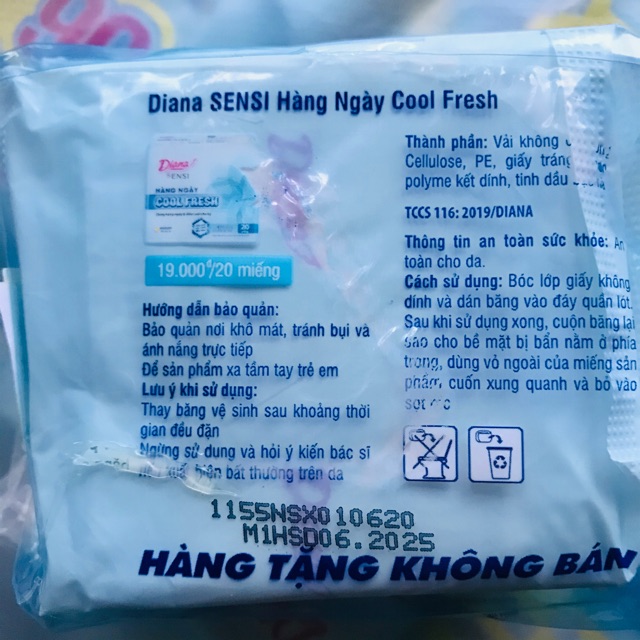 Diana SENSI Hàng Ngày Cool Fresh
Diana
SENSI
HÀNG NGÀY
COOL FRESH
19.000đ/20 miếng
Hướng dẫn bảo quản:
Bảo quản nơi khô mát, tránh bụi và
ánh nắng trực tiếp
Để sản phẩm xa tầm tay trẻ em
Lưu ý khi sử dụng:
Thay băng vệ sinh sau khoảng thời
gian đều đặn
Ngừng sử dụng và hỏi ý kiến bác sĩ
hiện bất thường trên da
Thành phần: Vải không
Cellulose, PE, giấy tráng
polyme kết dính, tinh dầu
TCCS 116: 2019/DIANA
Thông tin an toàn sức khỏe: An
toàn cho da.
Cách sử dụng: Bóc lớp giấy không
dính và dán băng vào đáy quần lót.
Sau khi sử dụng xong, cuộn băng lại
sao cho bề mặt bị bẩn nằm ở phía
trong, dùng vỏ ngoài của miếng sản
phẩm cuốn xung quanh và bỏ vào
sọt
1155NSX010620
M1HSD06.2025
HÀNG TẶNG KHÔNG BÁN